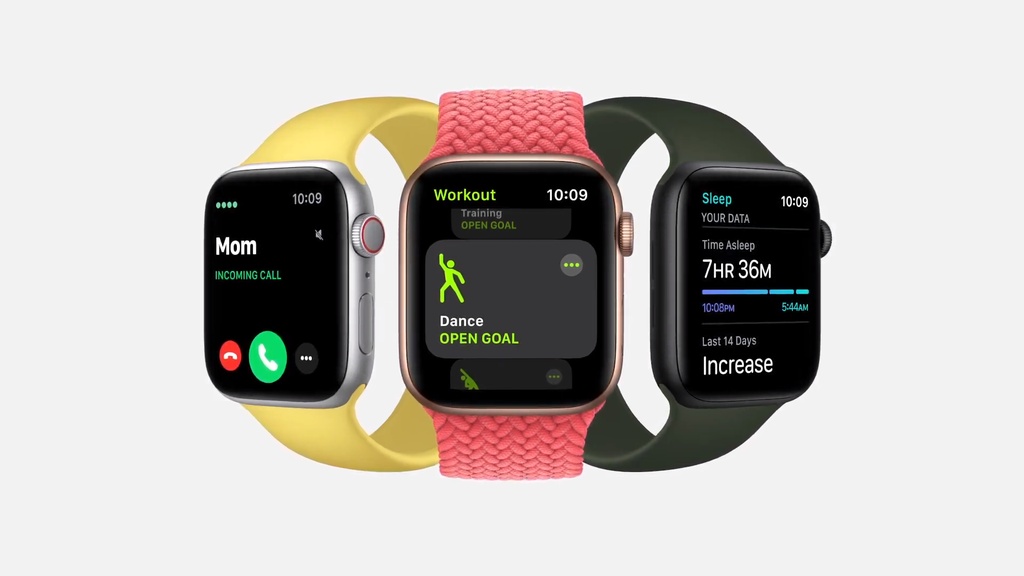 10:09
Mom
INCOMING CALL
Workout 10:09
Training
OPEN GOAL
Dance
OPEN GOAL
Sleep 10:09
YOUR DATA
Time Asleep
7HR 36M
10:08PM 5:44AM
Last 14 Days
Increase